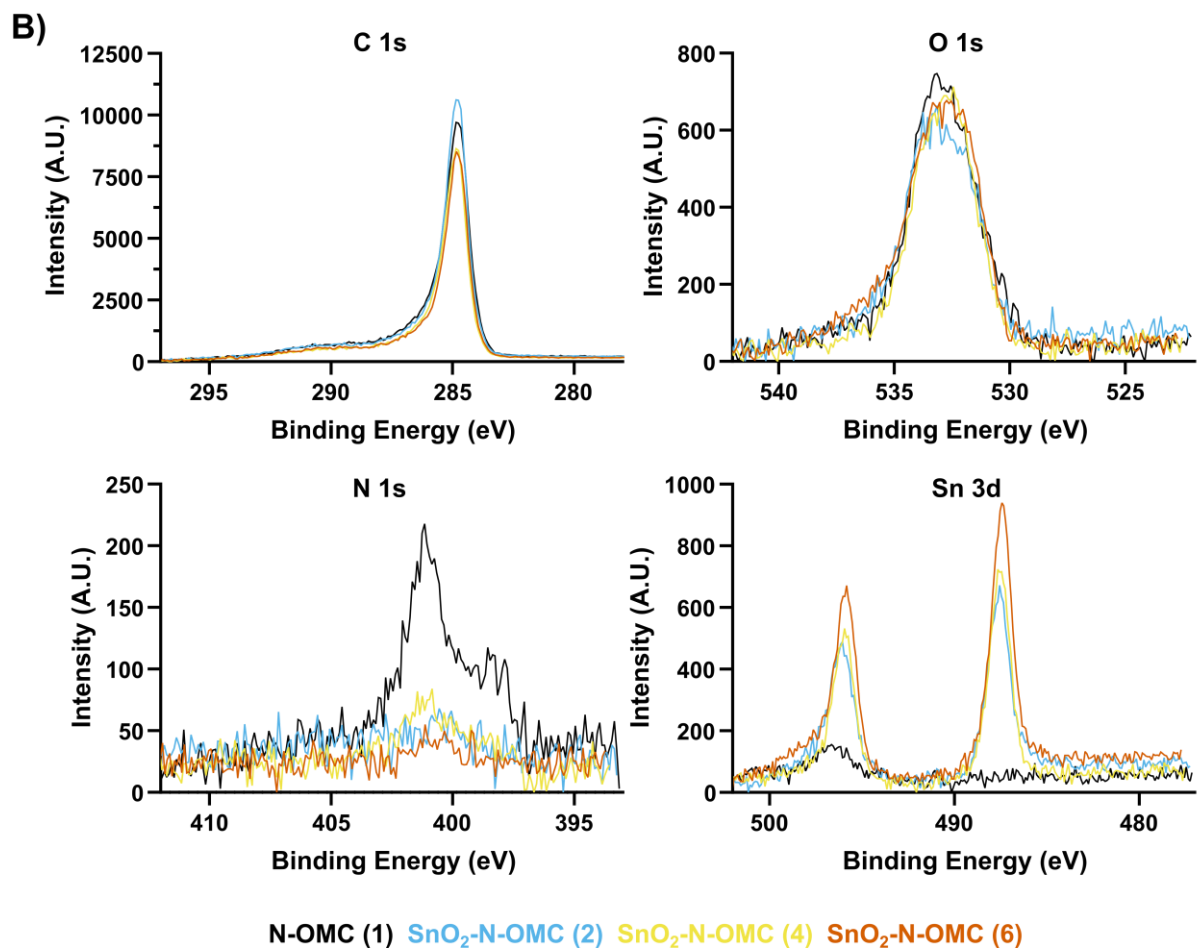 B)
C 1s
12500
10000
7500
5000
2500
0
Intensity (A.U.)
295 290 285 280
Binding Energy (eV)
O 1s
800
600
400
200
0
Intensity (A.U.)
540 535 530 525
Binding Energy (eV)
N 1s
250
200
150
100
50
0
Intensity (A.U.)
410 405 400 395
Binding Energy (eV)
Sn 3d
1000
800
600
400
200
0
Intensity (A.U.)
500 490 480
Binding Energy (eV)
N-OMC (1) SnO₂-N-OMC (2) SnO₂-N-OMC (4) SnO₂-N-OMC (6)